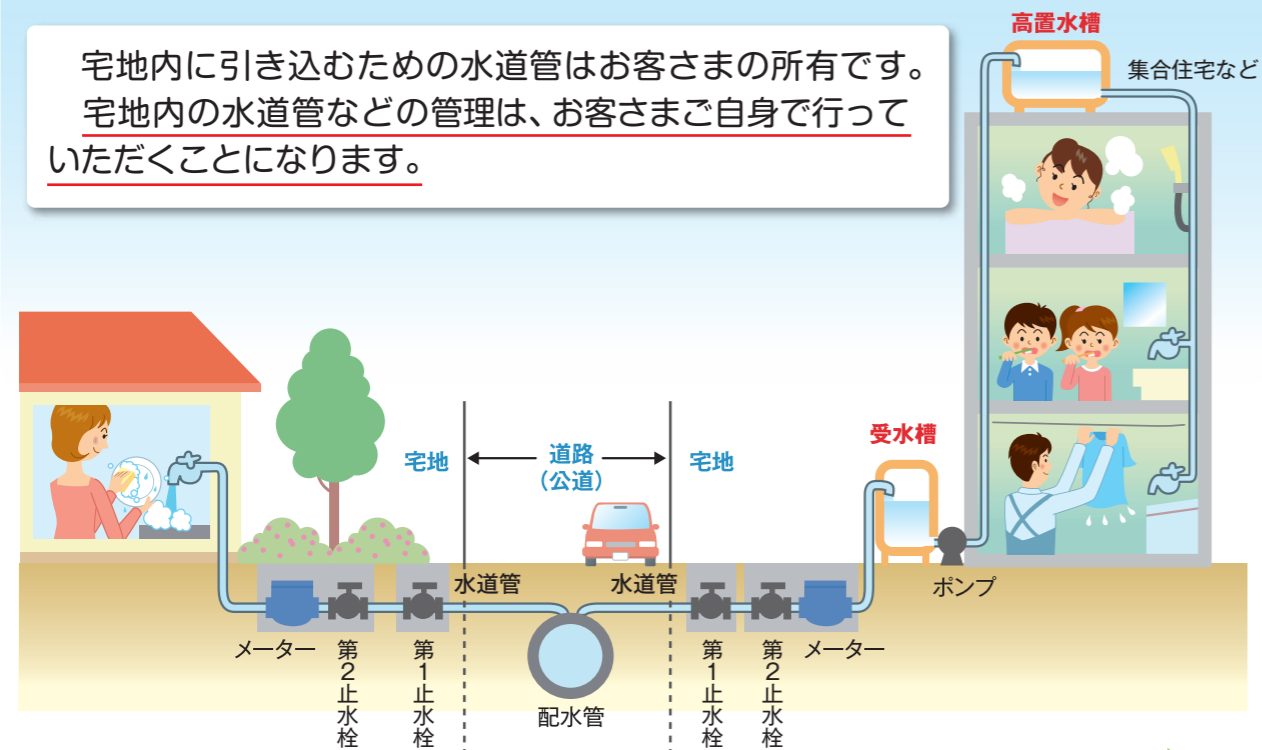 宅地内に引き込むための水道管はお客さまの所有です。
宅地内の水道管などの管理は、お客さまご自身で行って
いただくことになります。
高置水槽
集合住宅など
受水槽
宅地
道路
（公道）
宅地
水道管
水道管
ポンプ
メーター
第2止水栓
第1止水栓
配水管
第1止水栓
第2止水栓
メーター